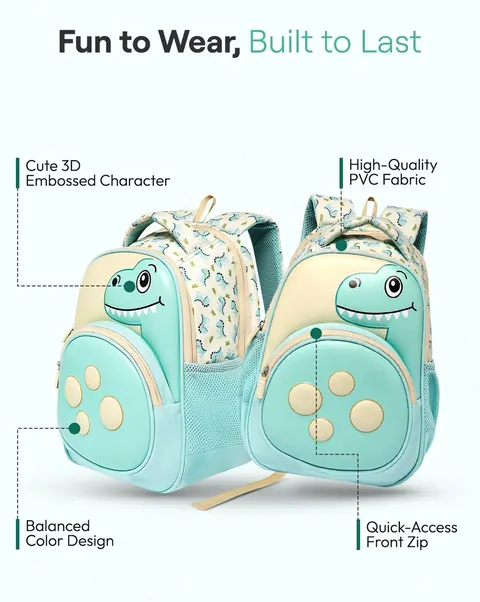 Fun to Wear, Built to Last
Cute 3D
Embossed Character
High-Quality
PVC Fabric
Balanced
Color Design
Quick-Access
Front Zip